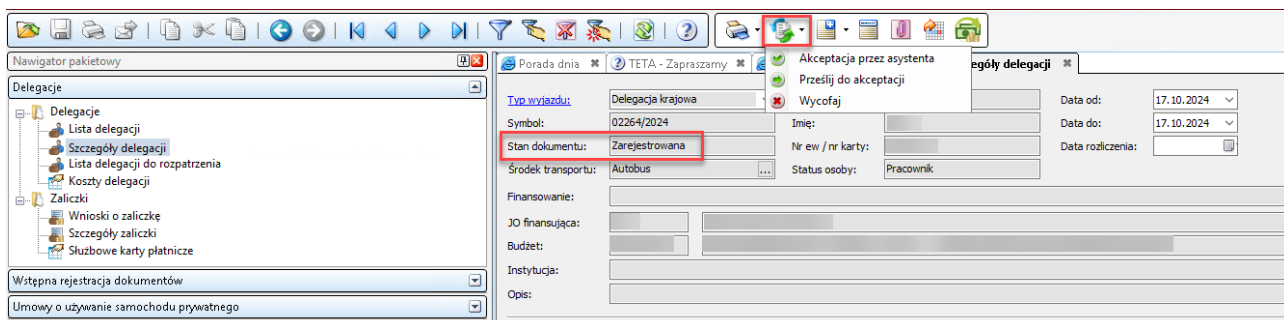 Nawigator pakietowy
Porada dnia
TETA - Zapraszamy
egóły delegacji
Akceptacja przez asystenta
Prześlij do akceptacji
Wycofaj
Delegacje
Delegacje
Lista delegacji
Szczegóły delegacji
Lista delegacji do rozpatrzenia
Koszty delegacji
Zaliczki
Wnioski o zaliczkę
Szczegóły zaliczki
Służbowe karty płatnicze
Wstępna rejestracja dokumentów
Umowy o używanie samochodu prywatnego
Typ wyjazdu: Delegacja krajowa Data od: 17.10.2024
Symbol: 02264/2024 Imię: Data do: 17.10.2024
Stan dokumentu: Zarejestrowana Nr ew / nr karty: Data rozliczenia:
Środek transportu: Autobus ... Status osoby: Pracownik
Finansowanie:
JO finansująca:
Budżet:
Instytucja:
Opis: